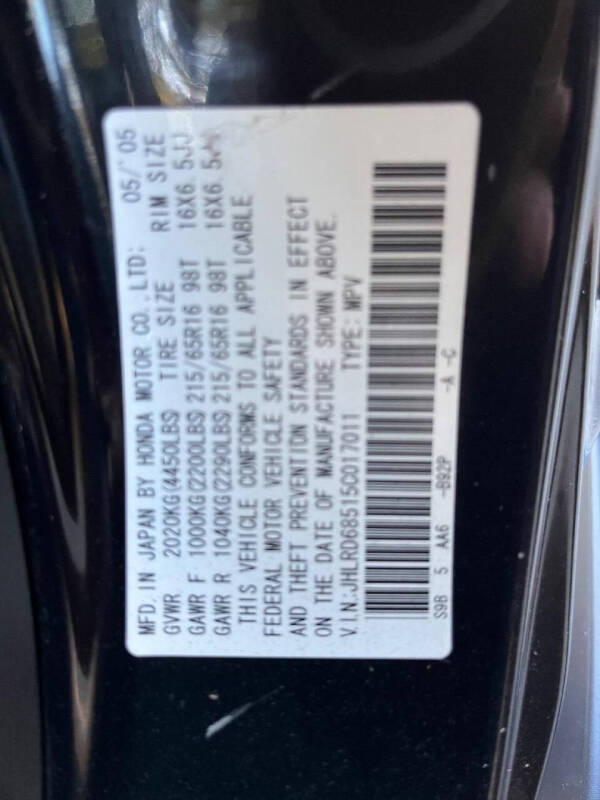 MFD. IN JAPAN BY HONDA MOTOR CO., LTD: 05/'05
GVWR 2020KG(4450LBS) TIRE SIZE RIM SIZE
GAWR F 1000KG(2200LBS) 215/65R16 98T 16X6.5JJ
GAWR R 1040KG(2290LBS) 215/65R16 98T 16X6.5JJ
THIS VEHICLE CONFORMS TO ALL APPLICABLE
FEDERAL MOTOR VEHICLE SAFETY
AND THEFT PREVENTION STANDARDS IN EFFECT
ON THE DATE OF MANUFACTURE SHOWN ABOVE.
V.I.N:JHLRD68515C017011 TYPE:MPV
S9B 5 AA6 -B92P -A -C